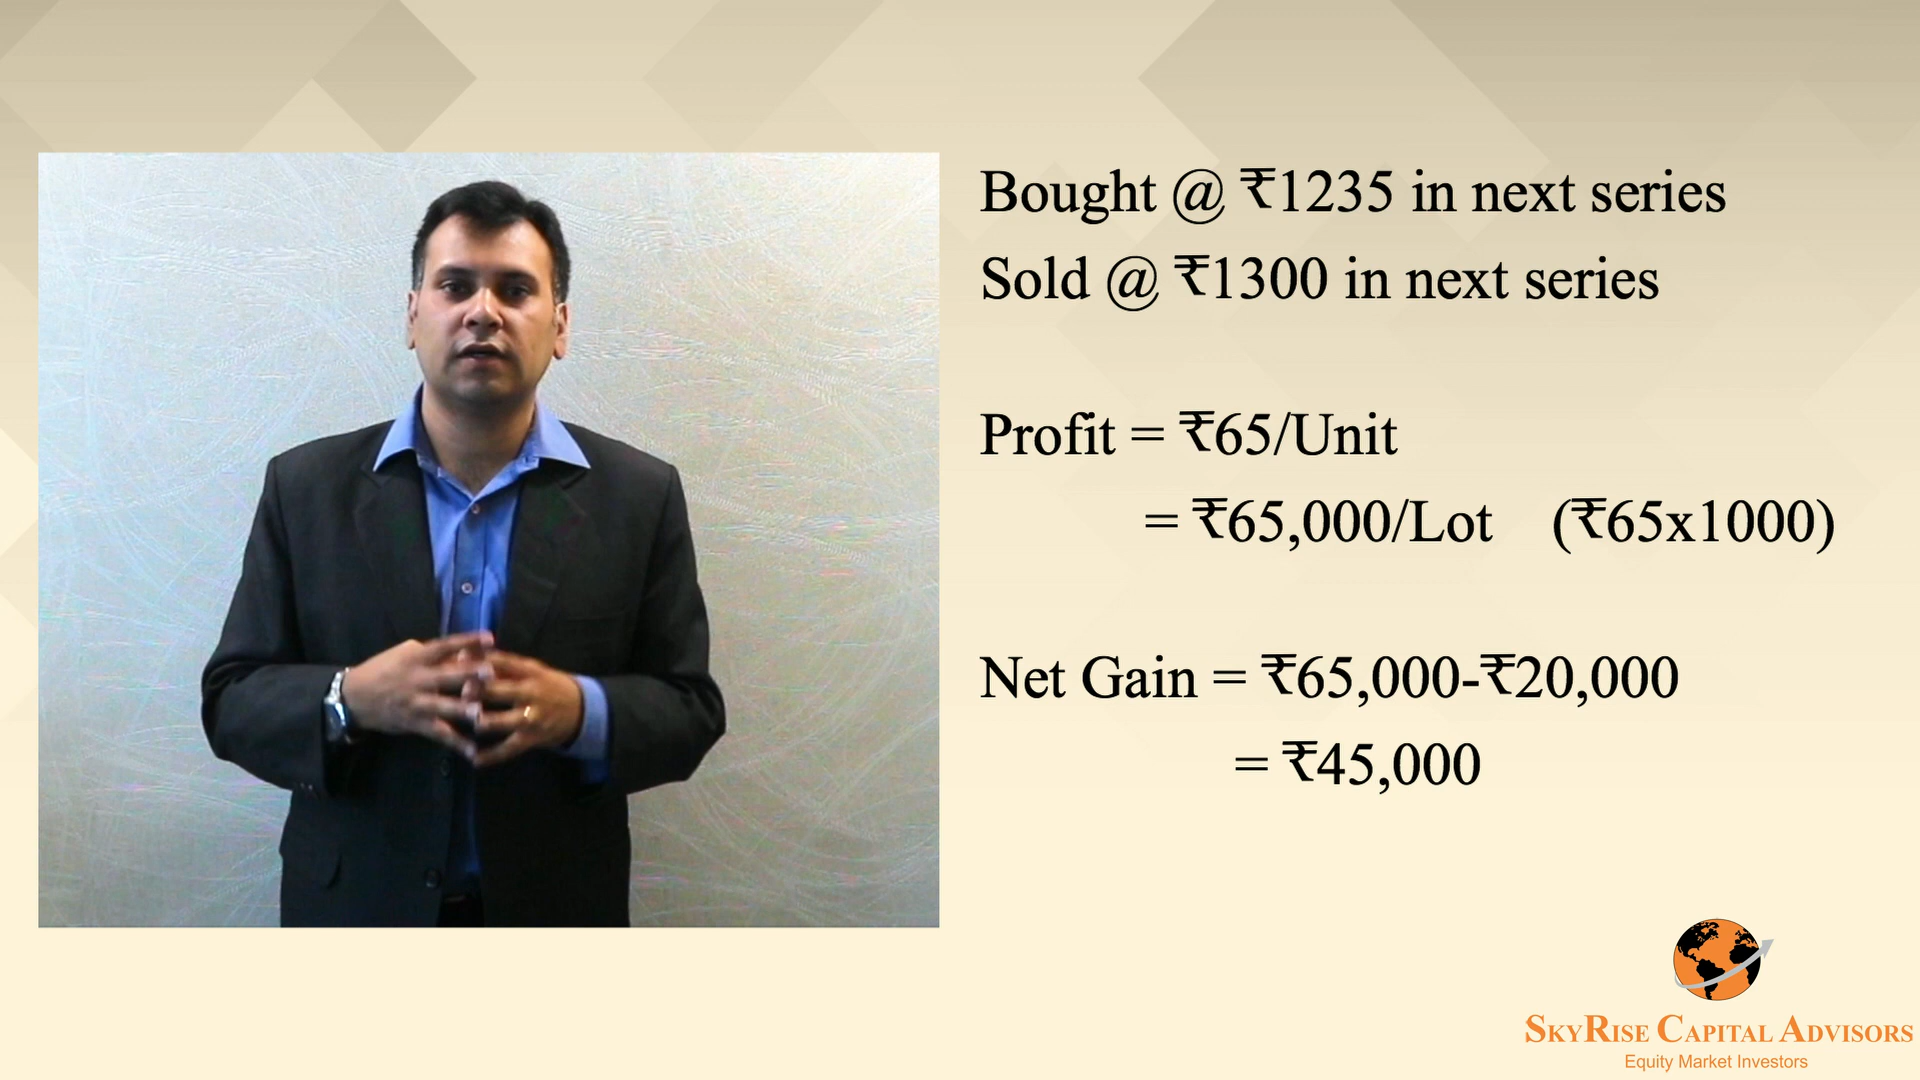 Bought @ ₹1235 in next series
Sold @ ₹1300 in next series
Profit = ₹65/Unit
= ₹65,000/Lot (₹65x1000)
Net Gain = ₹65,000-₹20,000
= ₹45,000
SKYRISE CAPITAL ADVISORS
Equity Market Investors